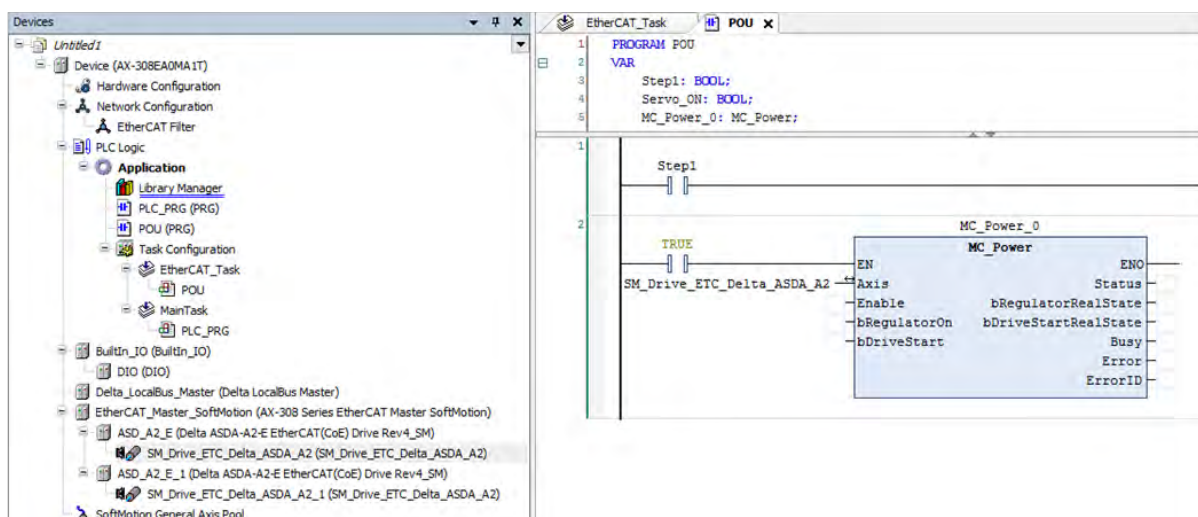 Devices
Untitled1
Device (AX-308EA0MA1T)
Hardware Configuration
Network Configuration
EtherCAT Filter
PLC Logic
Application
Library Manager
PLC_PRG (PRG)
POU (PRG)
Task Configuration
EtherCAT_Task
POU
MainTask
PLC_PRG
BuiltIn_IO (BuiltIn_IO)
DIO (DIO)
Delta_LocalBus_Master (Delta LocalBus Master)
EtherCAT_Master_SoftMotion (AX-308 Series EtherCAT Master SoftMotion)
ASD_A2_E (Delta ASDA-A2-E EtherCAT(CoE) Drive Rev4_SM)
SM_Drive_ETC_Delta_ASDA_A2 (SM_Drive_ETC_Delta_ASDA_A2)
ASD_A2_E_1 (Delta ASDA-A2-E EtherCAT(CoE) Drive Rev4_SM)
SM_Drive_ETC_Delta_ASDA_A2_1 (SM_Drive_ETC_Delta_ASDA_A2)
SoftMotion General Axis Pool
EtherCAT_Task POU X
1 PROGRAM POU
2 VAR
3 Step1: BOOL;
4 Servo_ON: BOOL;
5 MC_Power_0: MC_Power;
1
Step1
2
MC_Power_0
TRUE MC_Power
EN ENO
SM_Drive_ETC_Delta_ASDA_A2 Axis Status
Enable bRegulatorRealState
bRegulatorOn bDriveStartRealState
bDriveStart Busy
Error
ErrorID